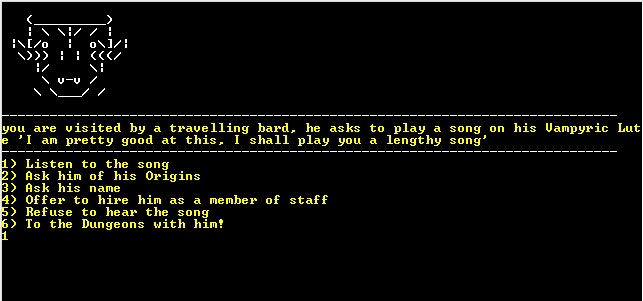 you are visited by a travelling bard, he asks to play a song on his Vampyric Lut
e 'I am pretty good at this, I shall play you a lengthy song'
1) Listen to the song
2) Ask him of his Origins
3) Ask his name
4) Offer to hire him as a member of staff
5) Refuse to hear the song
6) To the Dungeons with him!
1